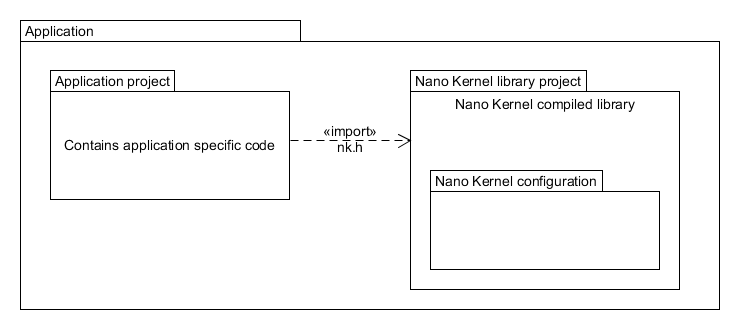 Application
Application project
Nano Kernel library project
Nano Kernel compiled library
Contains application specific code
«import»
nk.h
Nano Kernel configuration